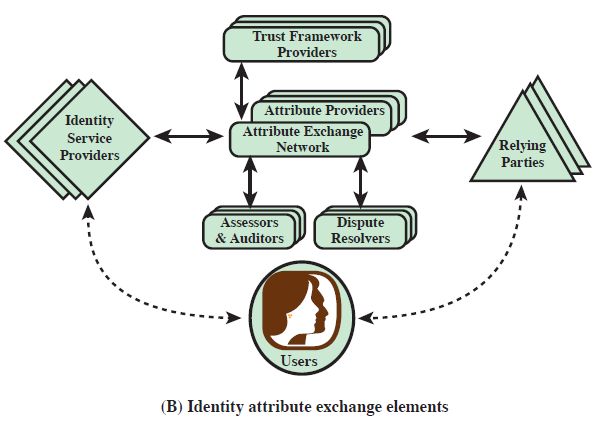 Trust Framework
Providers
Attribute Providers
Attribute Exchange
Network
Identity
Service
Providers
Relying
Parties
Assessors
& Auditors
Dispute
Resolvers
Users
(B) Identity attribute exchange elements